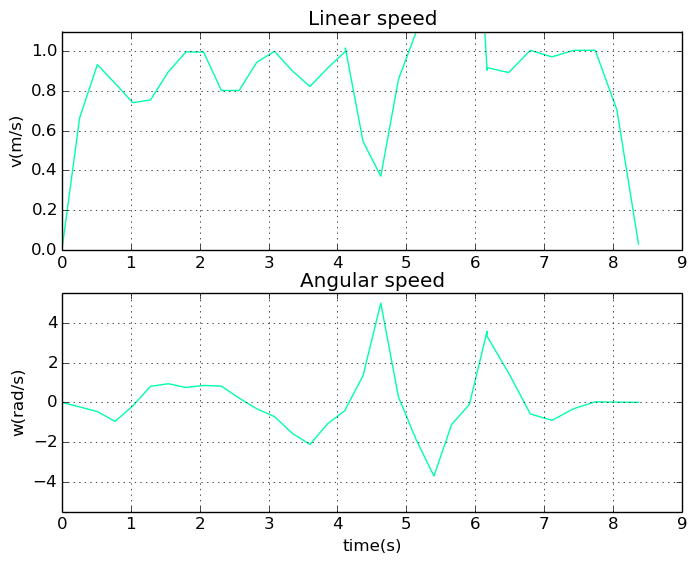 Linear speed
1.0
0.8
0.6
0.4
0.2
0.0
v(m/s)
0 1 2 3 4 5 6 7 8 9
Angular speed
4
2
0
−2
−4
w(rad/s)
0 1 2 3 4 5 6 7 8 9
time(s)